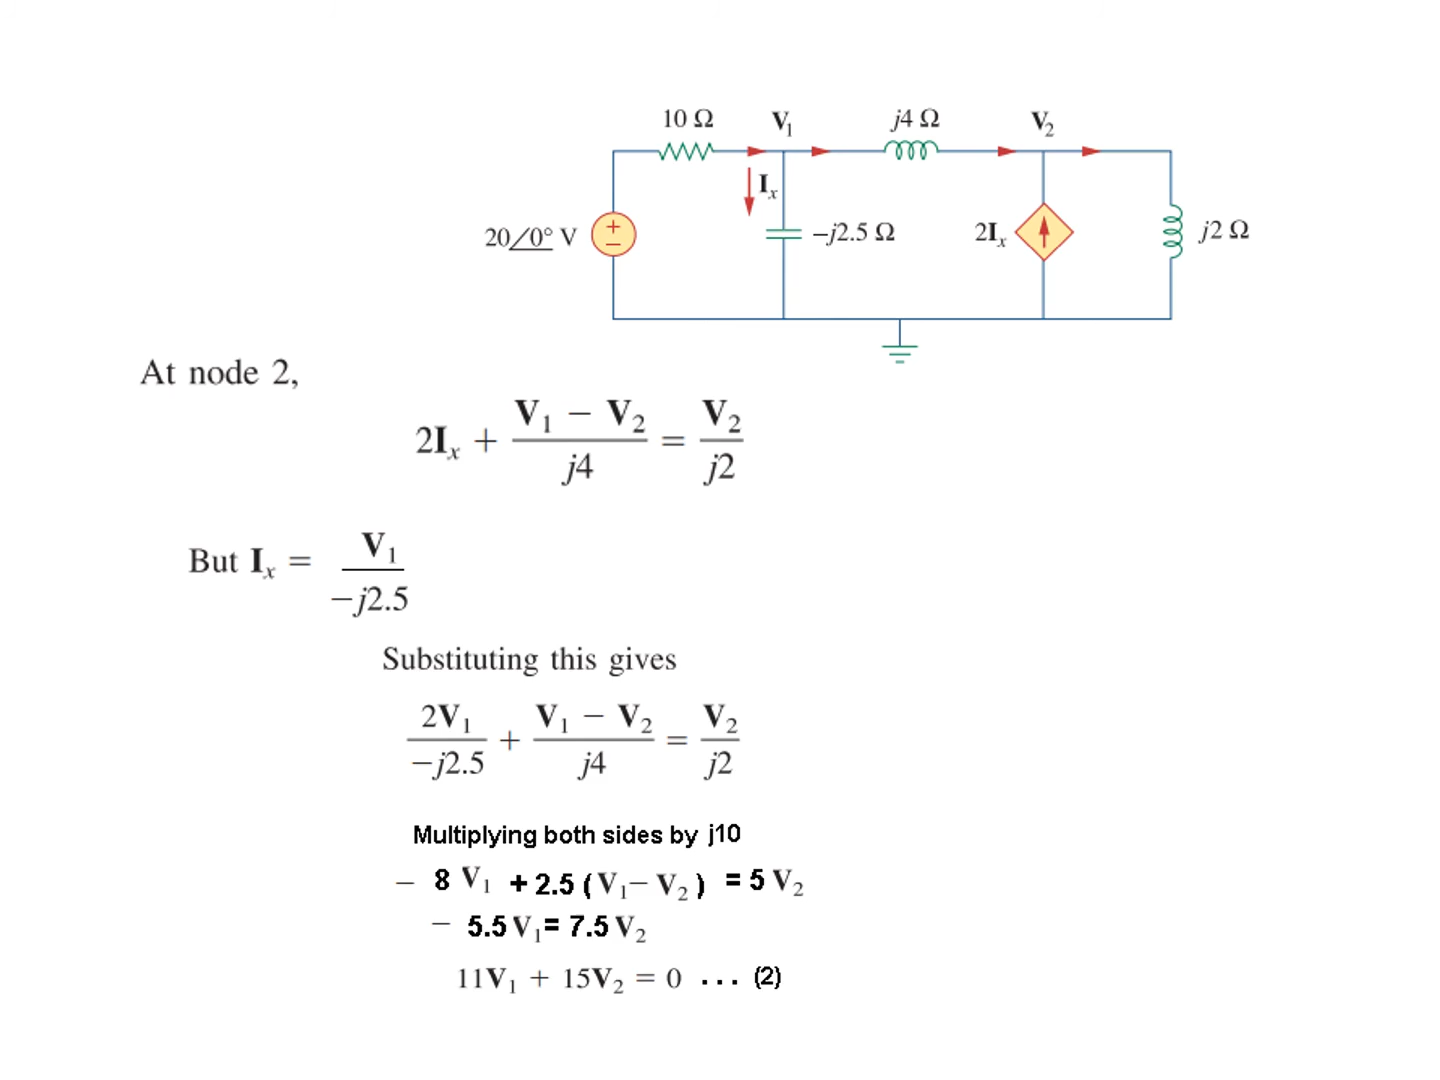 10 Ω V₁ j4 Ω V₂
Iₓ
20/0° V + − −j2.5 Ω 2Iₓ j2 Ω
At node 2,
2Iₓ + (V₁ − V₂)/j4 = V₂/j2
But Iₓ = V₁/−j2.5
Substituting this gives
2V₁/−j2.5 + (V₁ − V₂)/j4 = V₂/j2
Multiplying both sides by j10
− 8 V₁ + 2.5 (V₁− V₂) = 5 V₂
− 5.5 V₁= 7.5 V₂
11V₁ + 15V₂ = 0 ... (2)